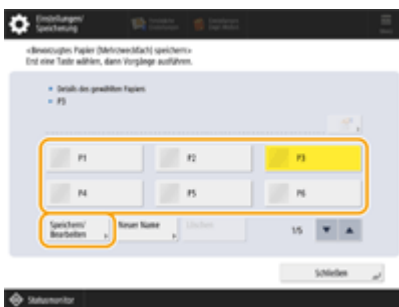 Einstellungen/
Speicherung
<Bevorzugtes Papier (Mehrzweckfach) speichern>
Erst eine Taste wählen, dann Vorgänge ausführen.
Details des gewählten Papiers
P3
P1
P2
P3
P4
P5
P6
Speichern/
Bearbeiten
Neuer Name
Löschen
1/5
Schließen
Statusmonitor